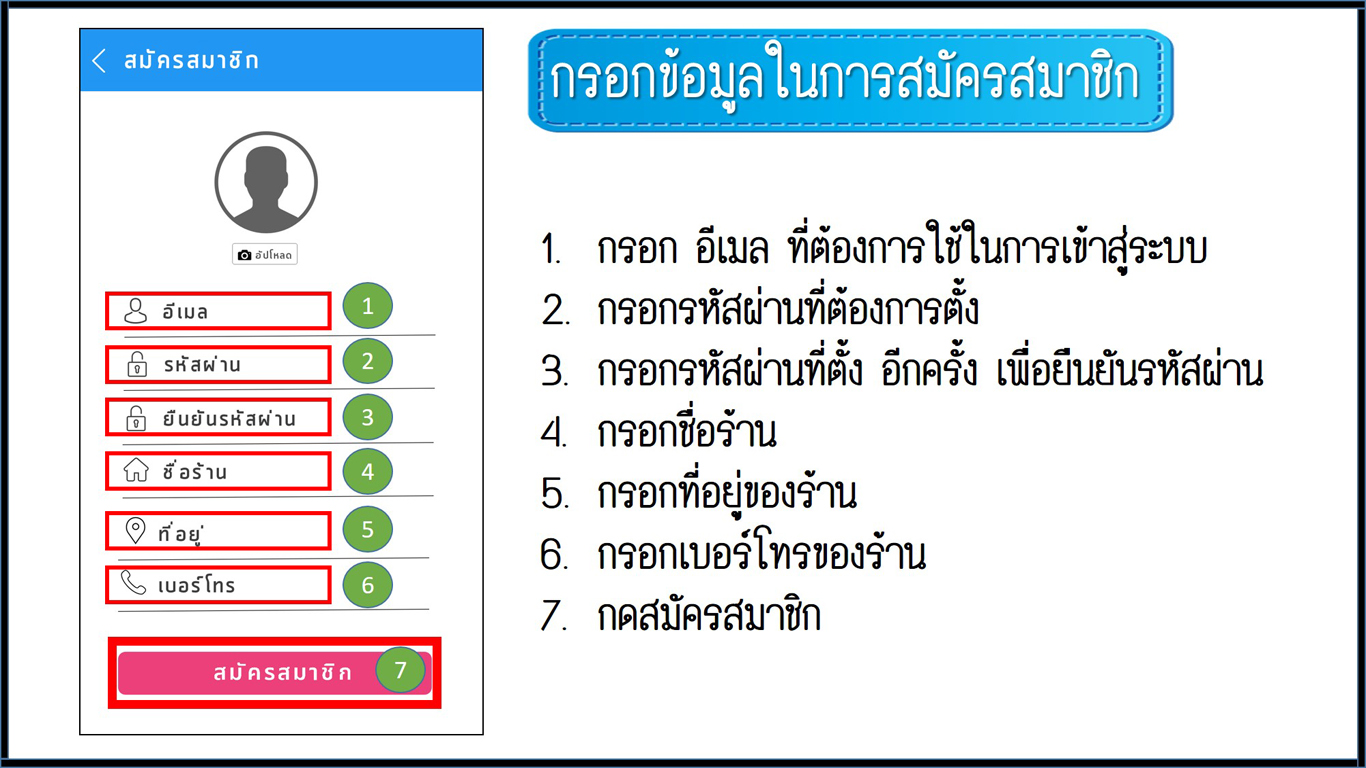 สมัครสมาชิก
อัปโหลด
อีเมล 1
รหัสผ่าน 2
ยืนยันรหัสผ่าน 3
ชื่อร้าน 4
ที่อยู่ 5
เบอร์โทร 6
สมัครสมาชิก 7
กรอกข้อมูลในการสมัครสมาชิก
1. กรอก อีเมล ที่ต้องการใช้ในการเข้าสู่ระบบ
2. กรอกรหัสผ่านที่ต้องการตั้ง
3. กรอกรหัสผ่านที่ตั้ง อีกครั้ง เพื่อยืนยันรหัสผ่าน
4. กรอกชื่อร้าน
5. กรอกที่อยู่ของร้าน
6. กรอกเบอร์โทรของร้าน
7. กดสมัครสมาชิก